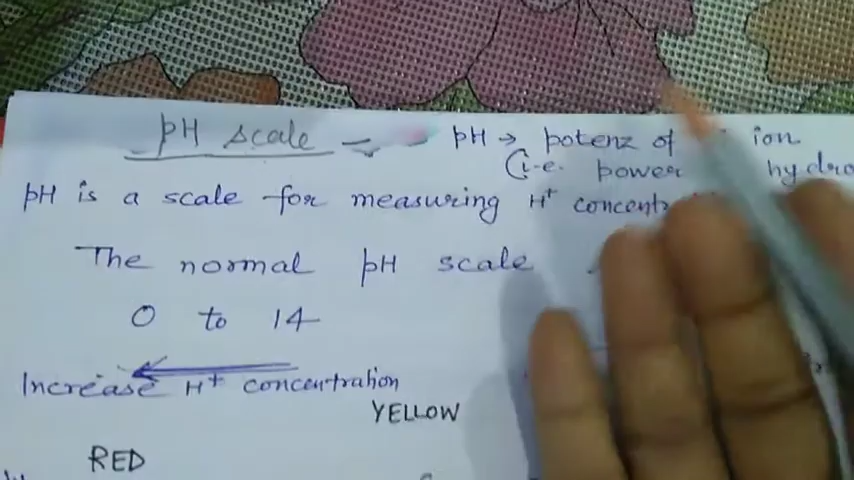 pH scale pH → potenz of ion
(i.e. power hydro
pH is a scale for measuring H+
The normal pH scale
0 to 14
Increase H+ concentration
YELLOW
RED